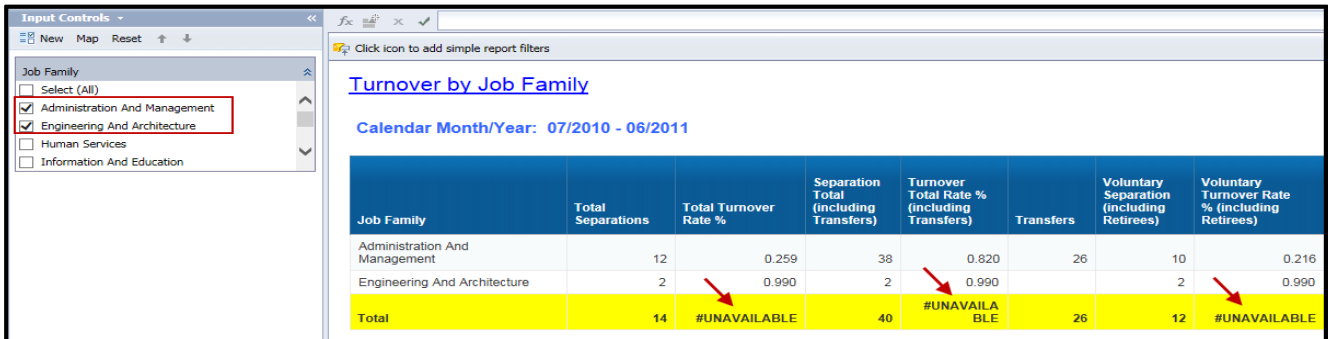 Input Controls
New Map Reset
Job Family
Select (All)
Administration And Management
Engineering And Architecture
Human Services
Information And Education
fx
Click icon to add simple report filters
Turnover by Job Family
Calendar Month/Year: 07/2010 - 06/2011
Job Family
Total
Separations
Total Turnover
Rate %
Separation
Total
(including
Transfers)
Turnover
Total Rate %
(including
Transfers)
Transfers
Voluntary
Separation
(including
Retirees)
Voluntary
Turnover Rate
% (including
Retirees)
Administration And
Management 12 0.259 38 0.820 26 10 0.216
Engineering And Architecture 2 0.990 2 0.990 2 0.990
Total 14 #UNAVAILABLE 40 #UNAVAILA
BLE 26 12 #UNAVAILABLE